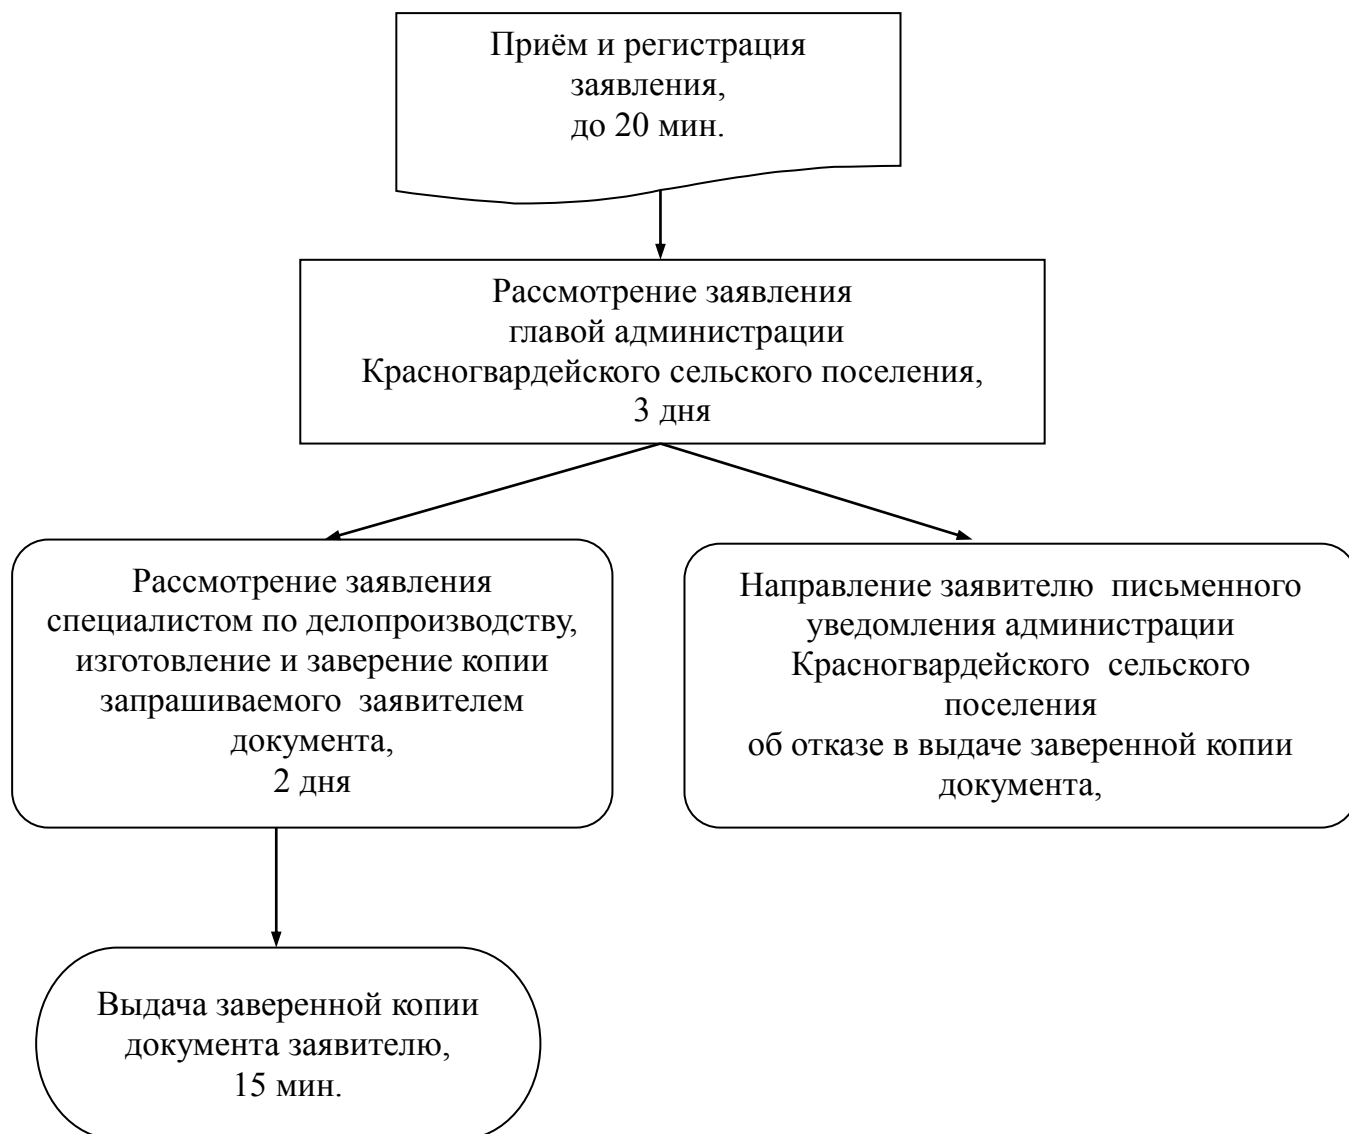 Приём и регистрация
заявления,
до 20 мин.
Рассмотрение заявления
главой администрации
Красногвардейского сельского поселения,
3 дня
Рассмотрение заявления
специалистом по делопроизводству,
изготовление и заверение копии
запрашиваемого  заявителем
документа,
2 дня
Направление заявителю  письменного
уведомления администрации
Красногвардейского  сельского
поселения
об отказе в выдаче заверенной копии
документа,
Выдача заверенной копии
документа заявителю,
15 мин.